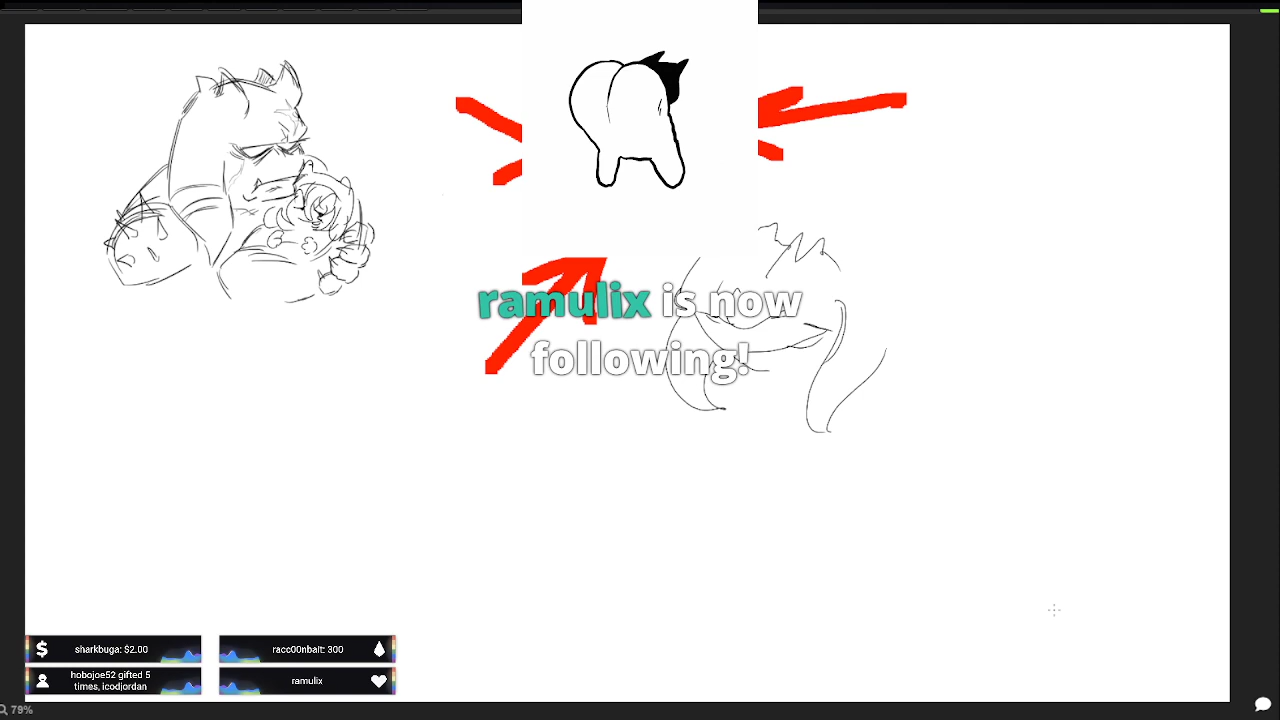 ramulix is now
following!
sharkbuga: $2.00
racc00nbait: 300
hobojoe52 gifted 5
times, icodjordan
ramulix
79%